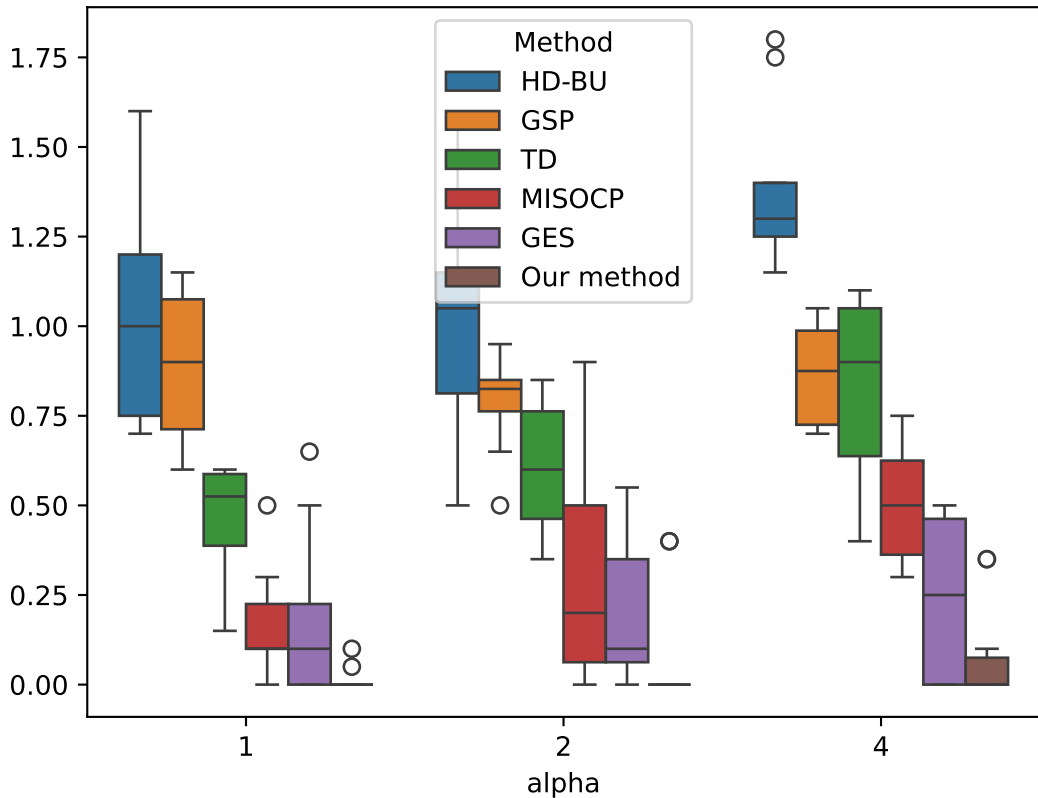 Method
HD-BU
GSP
TD
MISOCP
GES
Our method
1.75
1.50
1.25
1.00
0.75
0.50
0.25
0.00
1 2 4
alpha